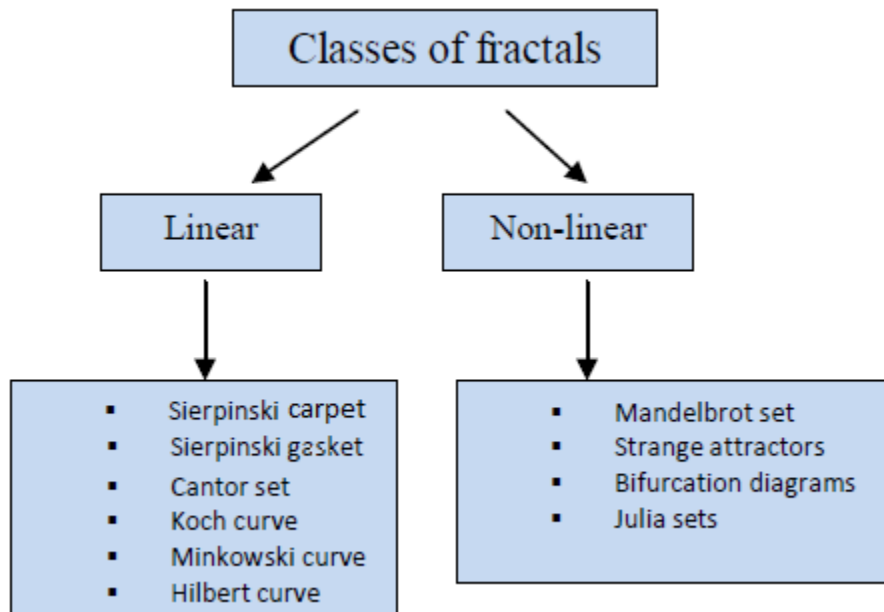 Classes of fractals
Linear
Non-linear
▪ Sierpinski carpet
▪ Sierpinski gasket
▪ Cantor set
▪ Koch curve
▪ Minkowski curve
▪ Hilbert curve
▪ Mandelbrot set
▪ Strange attractors
▪ Bifurcation diagrams
▪ Julia sets